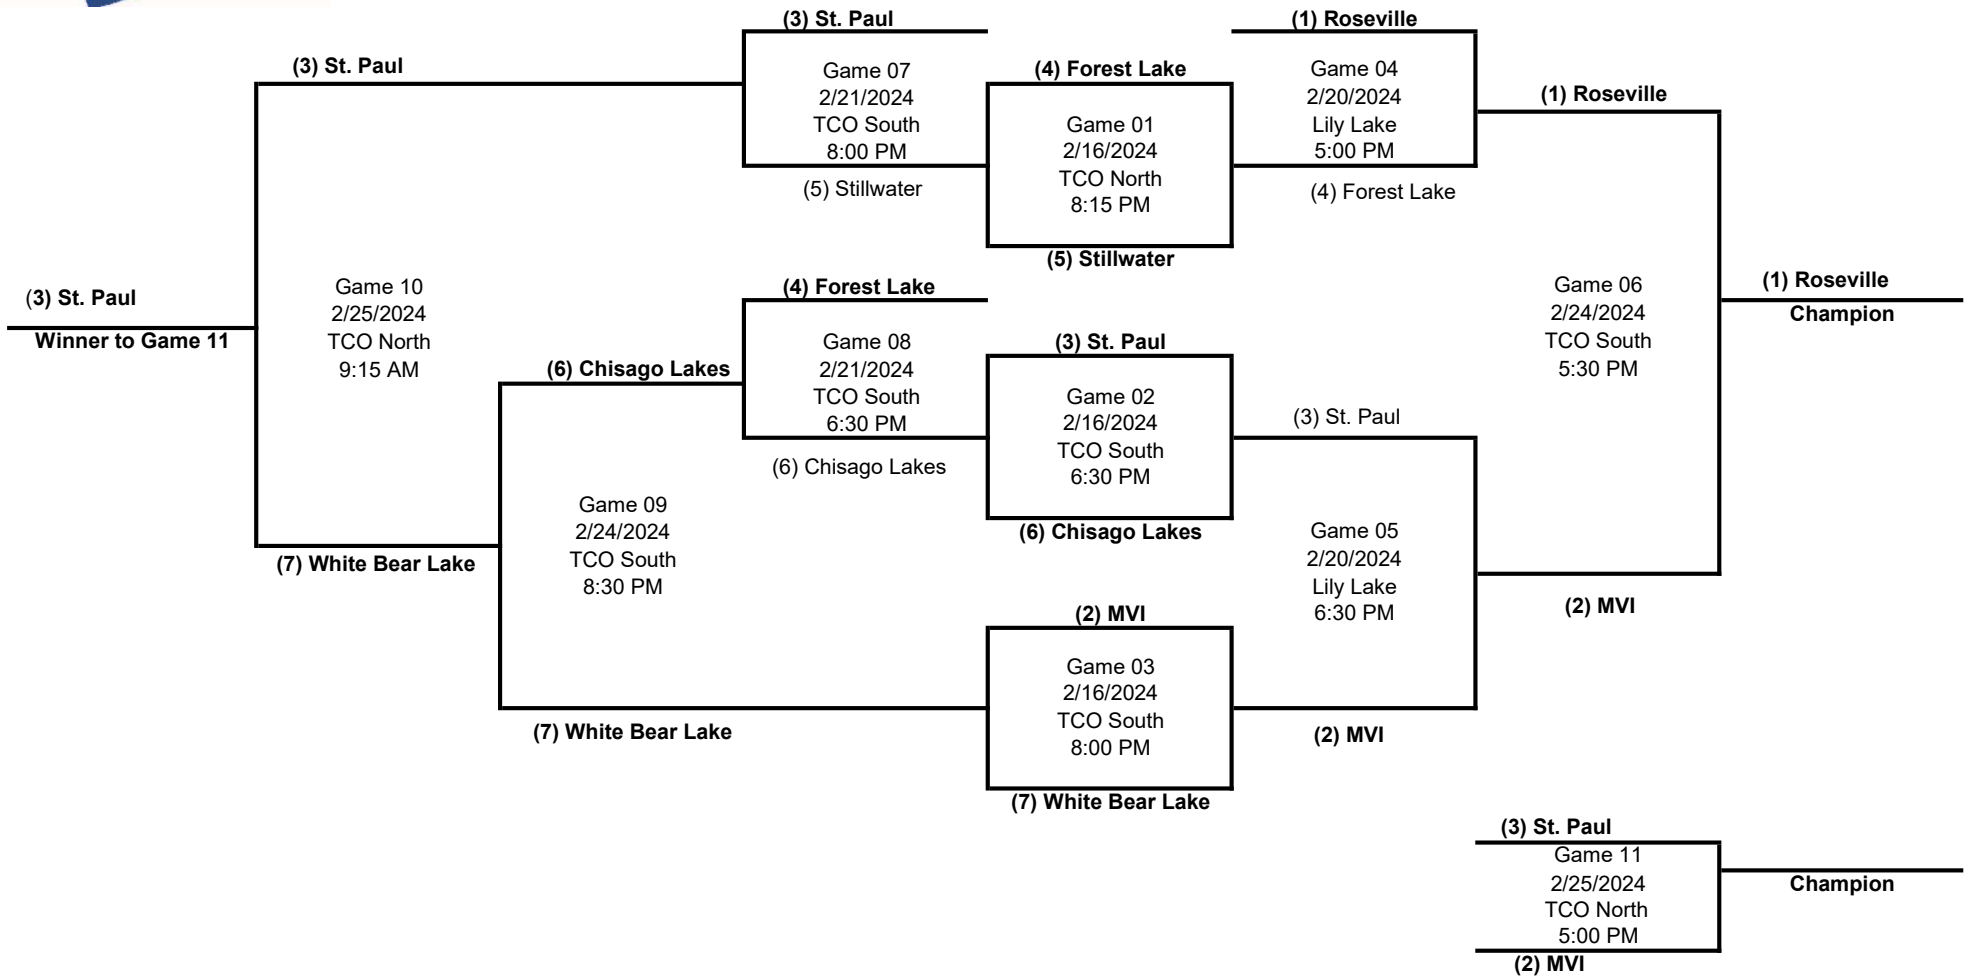 (3) St. Paul
(1) Roseville
(3) St. Paul
Game 07
2/21/2024
TCO South
8:00 PM
(4) Forest Lake
Game 04
2/20/2024
Lily Lake
5:00 PM
(1) Roseville
Game 01
2/16/2024
TCO North
8:15 PM
(5) Stillwater
(4) Forest Lake
(5) Stillwater
(3) St. Paul
Winner to Game 11
Game 10
2/25/2024
TCO North
9:15 AM
(4) Forest Lake
Game 08
2/21/2024
TCO South
6:30 PM
(6) Chisago Lakes
(3) St. Paul
Game 02
2/16/2024
TCO South
6:30 PM
(3) St. Paul
Game 06
2/24/2024
TCO South
5:30 PM
(1) Roseville
Champion
(6) Chisago Lakes
Game 09
2/24/2024
TCO South
8:30 PM
(6) Chisago Lakes
Game 05
2/20/2024
Lily Lake
6:30 PM
(7) White Bear Lake
(2) MVI
(2) MVI
Game 03
2/16/2024
TCO South
8:00 PM
(7) White Bear Lake
(2) MVI
(7) White Bear Lake
(3) St. Paul
Game 11
2/25/2024
TCO North
5:00 PM
Champion
(2) MVI